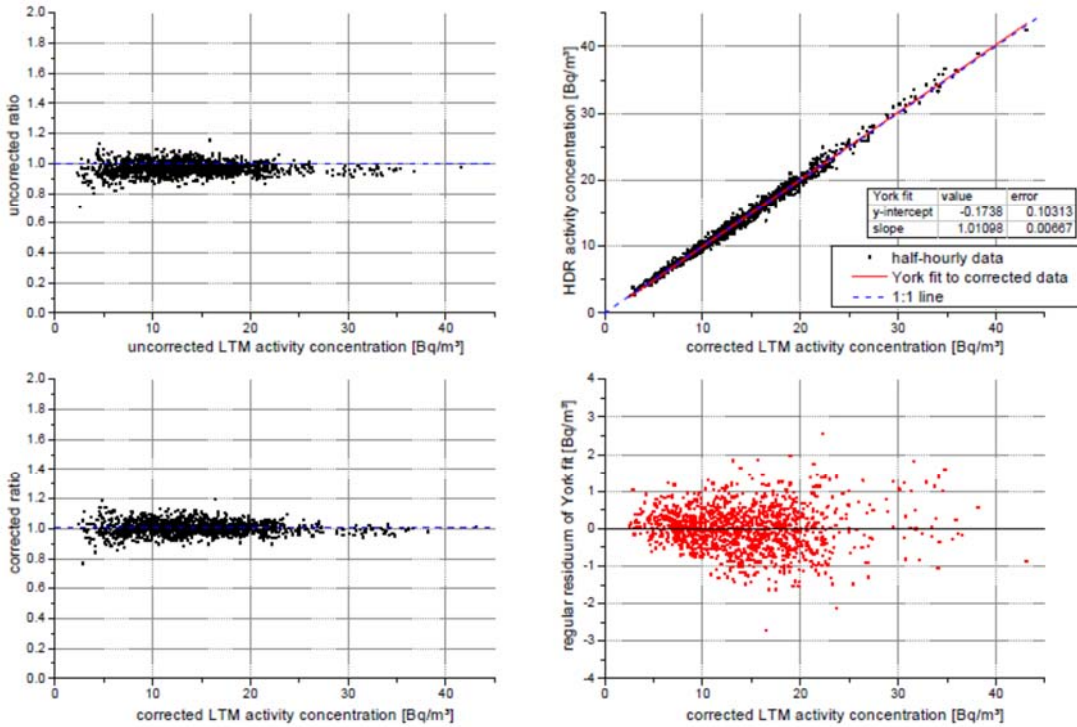 2.0
1.8
1.6
1.4
1.2
1.0
0.8
0.6
0.4
0.2
0.0
uncorrected ratio
0 10 20 30 40
uncorrected LTM activity concentration [Bq/m³]
40
30
20
10
0
HDR activity concentration [Bq/m³]
York fit value error
y-intercept -0.1738 0.10313
slope 1.01098 0.00667
half-hourly data
York fit to corrected data
1:1 line
0 10 20 30 40
corrected LTM activity concentration [Bq/m³]
2.0
1.8
1.6
1.4
1.2
1.0
0.8
0.6
0.4
0.2
0.0
corrected ratio
0 10 20 30 40
corrected LTM activity concentration [Bq/m³]
4
3
2
1
0
-1
-2
-3
-4
regular residuum of York fit [Bq/m³]
0 10 20 30 40
corrected LTM activity concentration [Bq/m³]